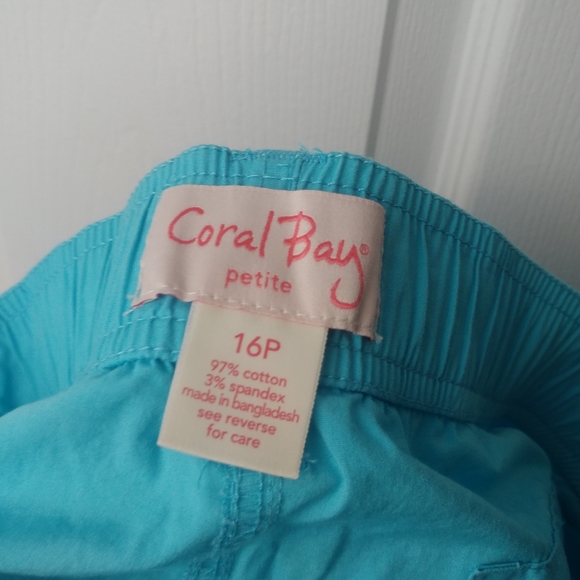 Coral Bay®
petite
16P
97% cotton
3% spandex
made in bangladesh
see reverse
for care